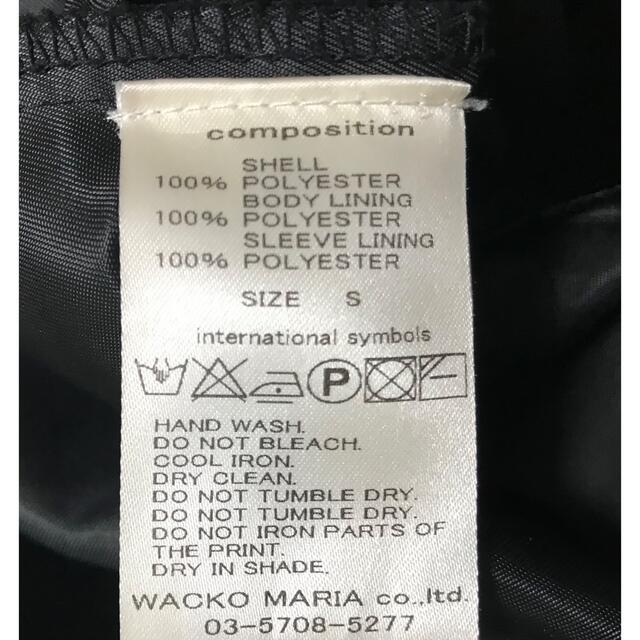 composition
SHELL
100% POLYESTER
BODY LINING
100% POLYESTER
SLEEVE LINING
100% POLYESTER
SIZE S
international symbols
P
HAND WASH.
DO NOT BLEACH.
COOL IRON.
DRY CLEAN.
DO NOT TUMBLE DRY.
DO NOT TUMBLE DRY.
DO NOT IRON PARTS OF
THE PRINT.
DRY IN SHADE.
WACKO MARIA co.,ltd.
03-5708-5277